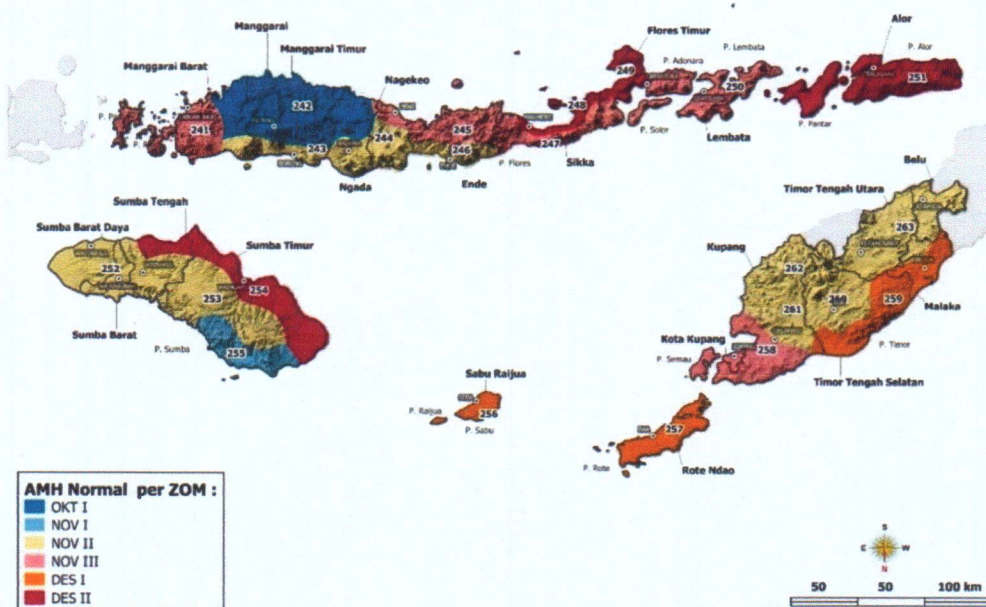 Manggarai
Manggarai Timur
Manggarai Barat
Nagekeo
Flores Timur
P. Adonara
P. Lembata
Alor
P. Alor
249
251
250
242
241
248
245
244
243
246
247
P. Solor
P. Pantar
Lembata
P. Flores
Sikka
Ngada
Ende
Belu
Timor Tengah Utara
Sumba Tengah
Sumba Barat Daya
Sumba Timur
Kupang
263
262
252
254
253
259
260
261
Malaka
Sumba Barat
P. Sumba
255
Kota Kupang
P. Semau
258
P. Timor
Timor Tengah Selatan
Sabu Raijua
P. Raijua
256
P. Sabu
257
P. Rote
Rote Ndao
AMH Normal per ZOM :
OKT I
NOV I
NOV II
NOV III
DES I
DES II
S
E W
N
50 50 100 km